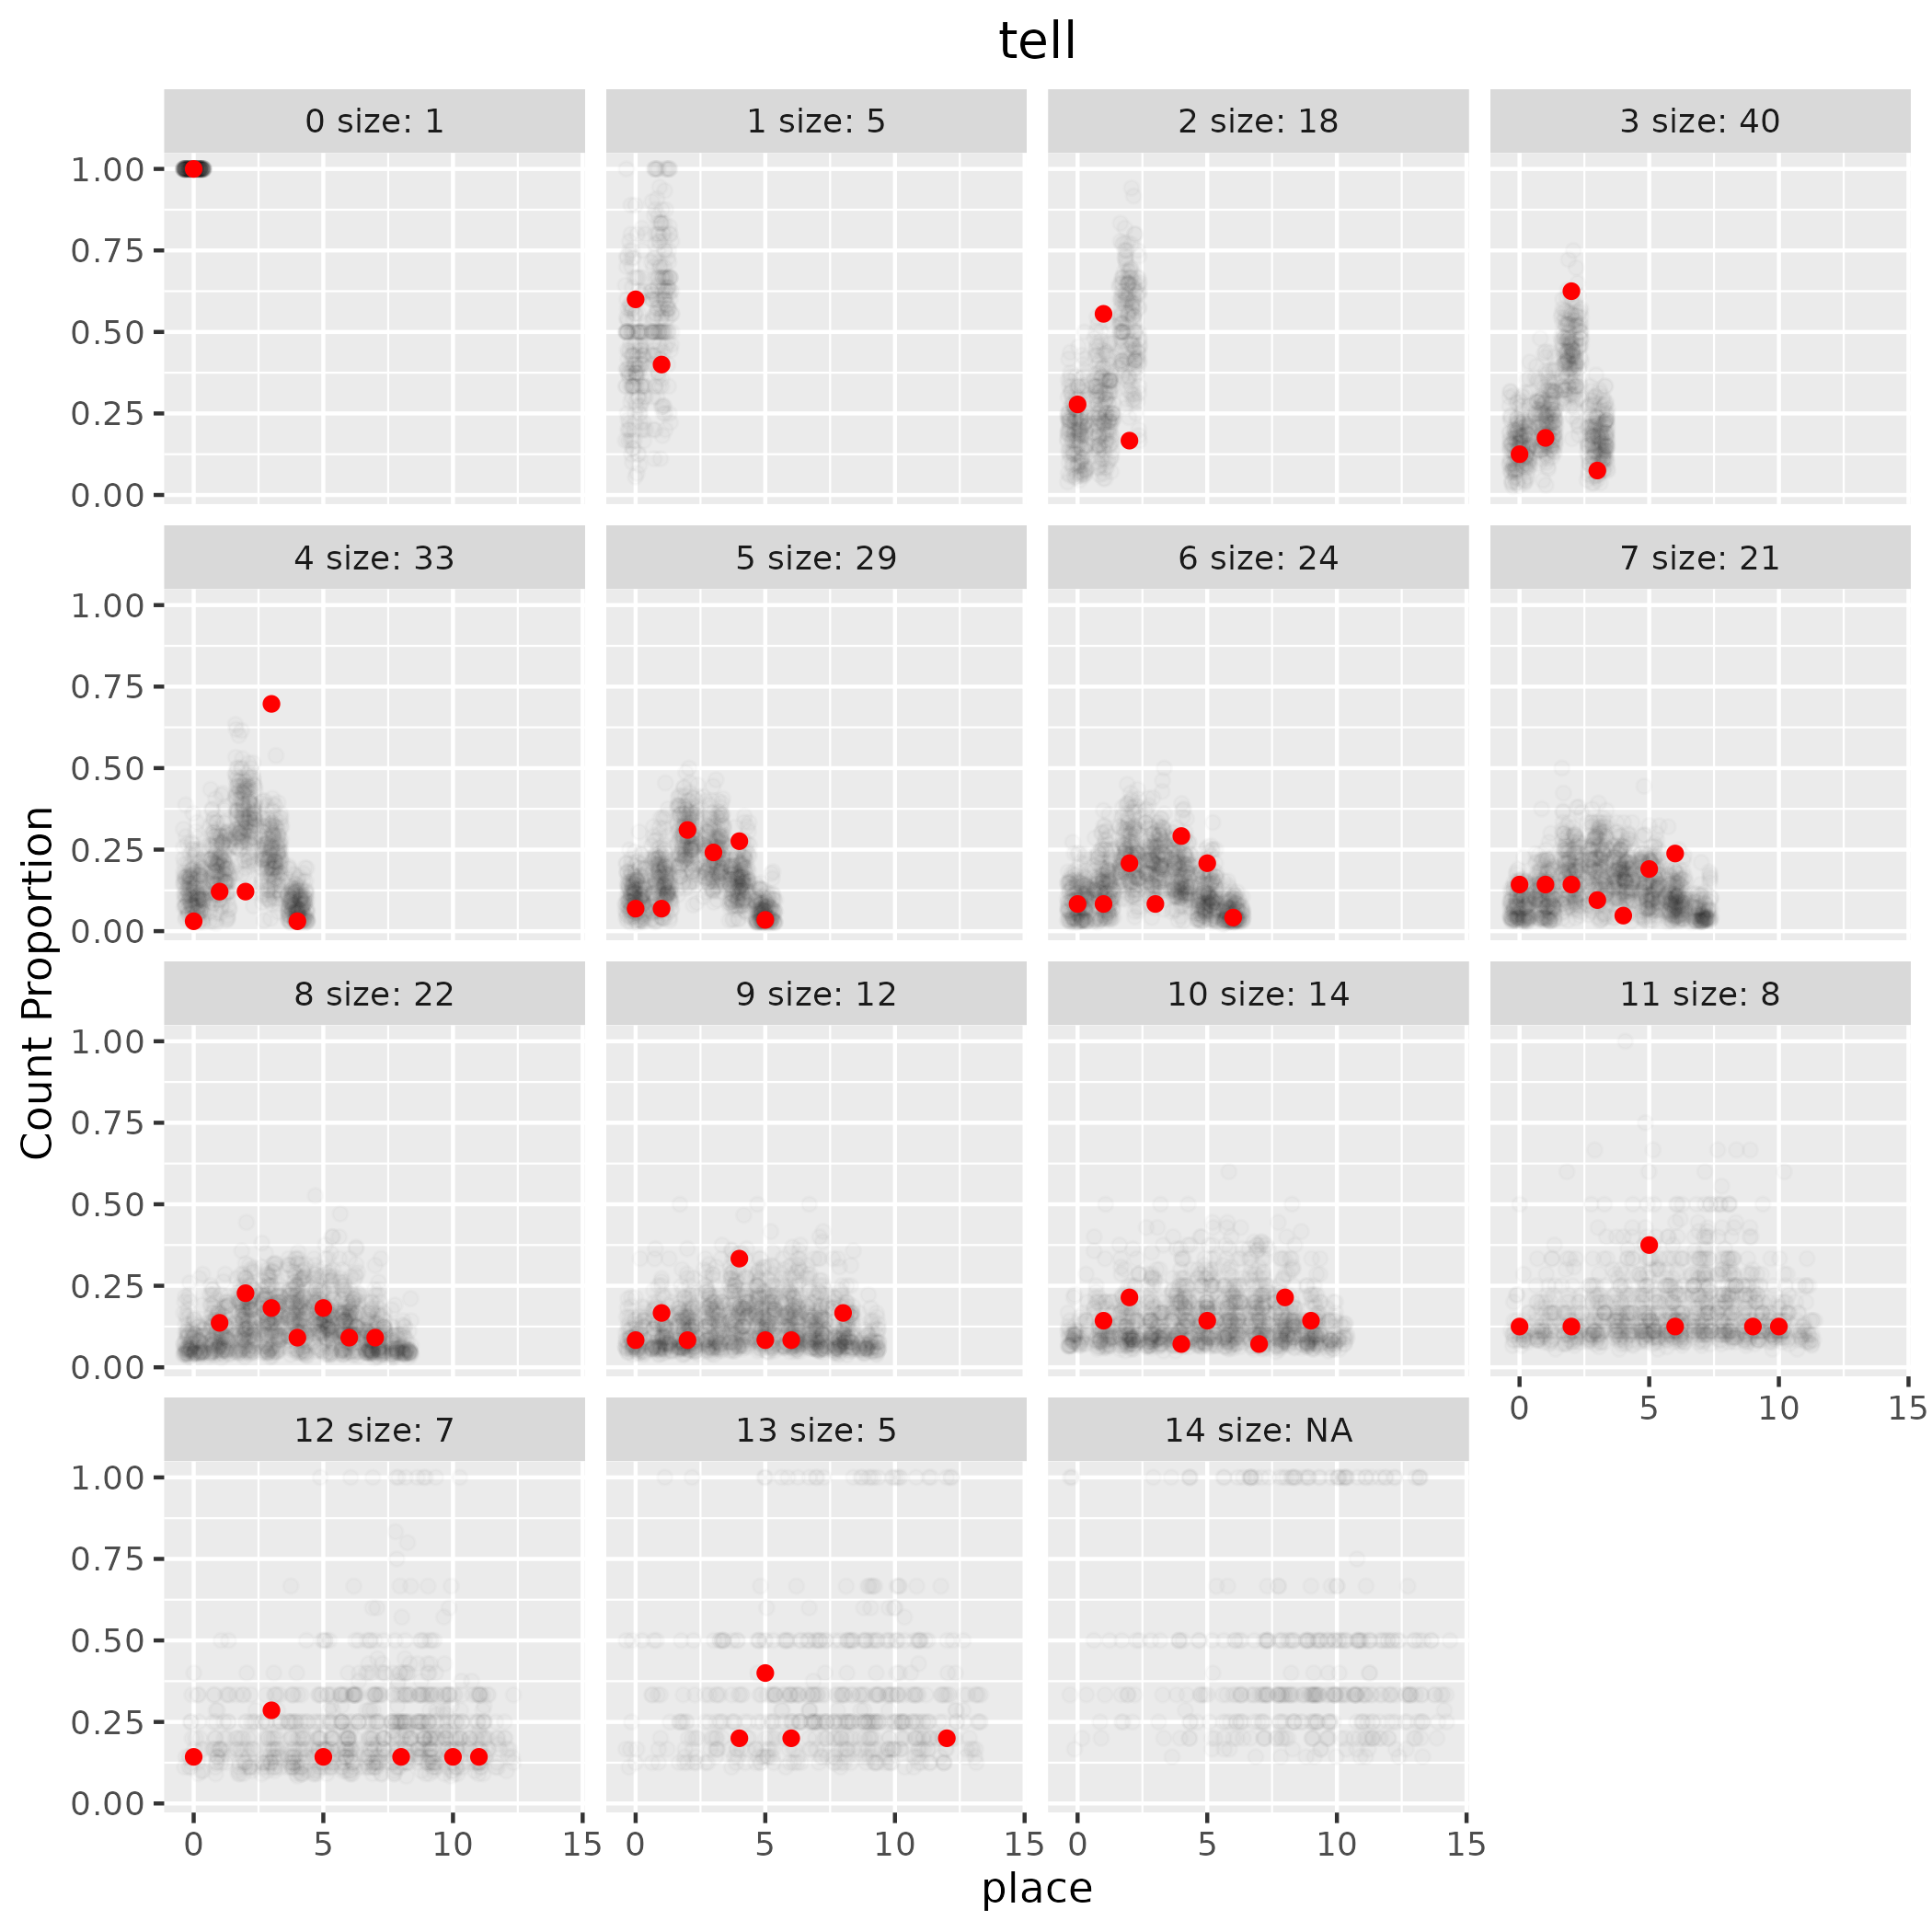 tell
0 size: 1
1 size: 5
2 size: 18
3 size: 40
1.00
0.75
0.50
0.25
0.00
4 size: 33
5 size: 29
6 size: 24
7 size: 21
1.00
0.75
0.50
0.25
0.00
Count Proportion
8 size: 22
9 size: 12
10 size: 14
11 size: 8
1.00
0.75
0.50
0.25
0.00
0 5 10 15
12 size: 7
13 size: 5
14 size: NA
1.00
0.75
0.50
0.25
0.00
0 5 10 15
0 5 10 15
0 5 10 15
place